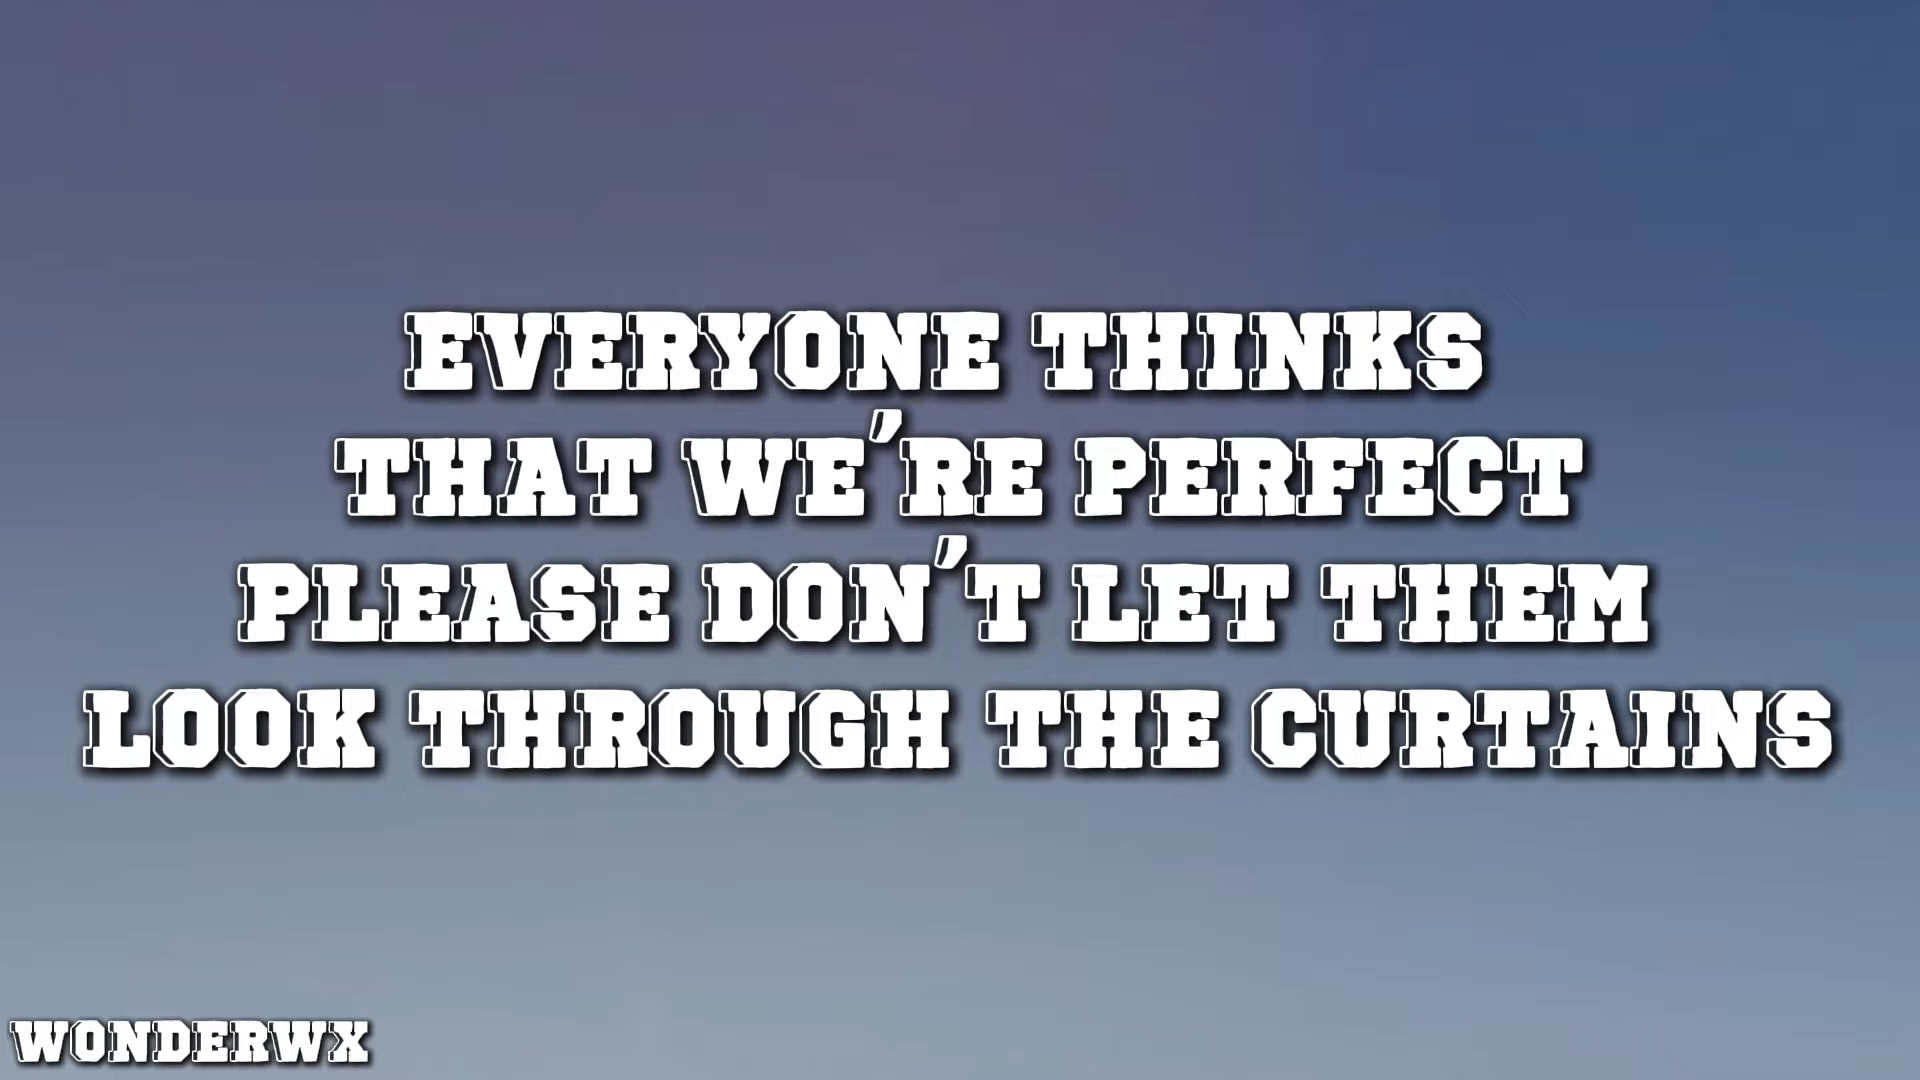 EVERYONE THINKS
THAT WE'RE PERFECT
PLEASE DON'T LET THEM
LOOK THROUGH THE CURTAINS
WONDERWX